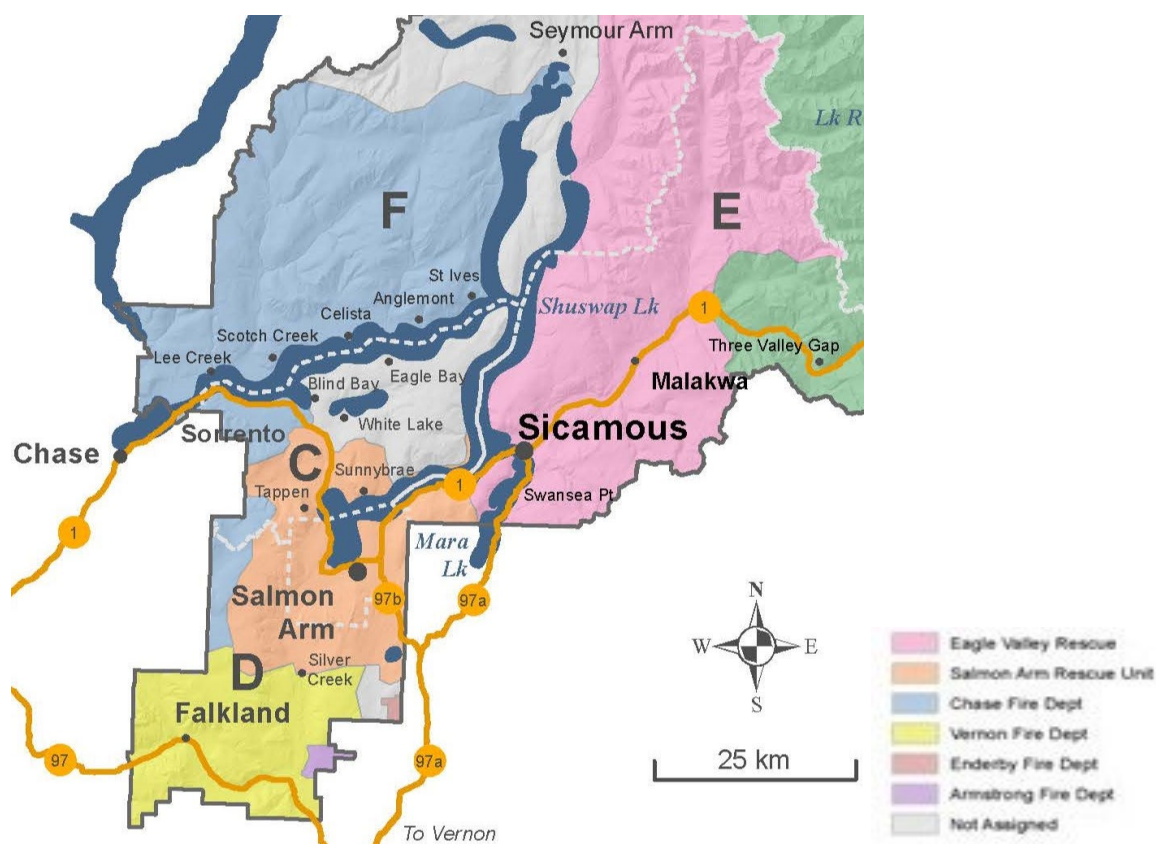 Seymour Arm
Lk R
F
E
St Ives
Anglemont
Shuswap Lk
1
Celista
Scotch Creek
Three Valley Gap
Lee Creek
Eagle Bay
Malakwa
Blind Bay
White Lake
Sicamous
Sorrento
Chase
C
Sunnybrae
1
Tappen
Swansea Pt
1
Mara
Lk
Salmon
Arm
97b
97a
N
W
E
S
Silver
Creek
D
Falkland
97
97a
25 km
To Vernon
Eagle Valley Rescue
Salmon Arm Rescue Unit
Chase Fire Dept
Vernon Fire Dept
Enderby Fire Dept
Armstrong Fire Dept
Not Assigned